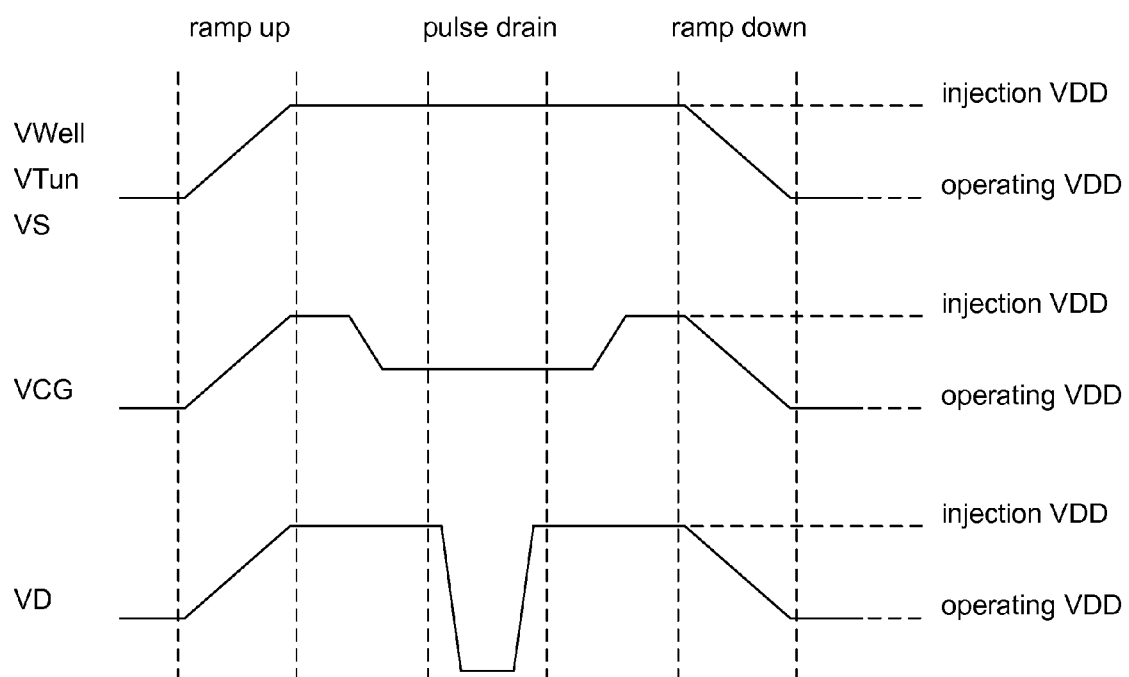 ramp up
pulse drain
ramp down
injection VDD
VWell
VTun
operating VDD
VS
injection VDD
VCG
operating VDD
injection VDD
VD
operating VDD